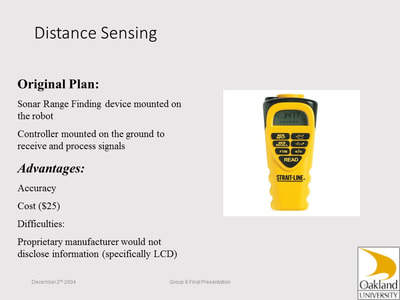 Distance Sensing
Original Plan:
Sonar Range Finding device mounted on
the robot
Controller mounted on the ground to
receive and process signals
Advantages:
Accuracy
Cost ($25)
Difficulties:
Proprietary manufacturer would not
disclose information (specifically LCD)
READ
STRAIT-LINE
December 2nd 2004
Group 8 Final Presentation
Oakland
UNIVERSITY